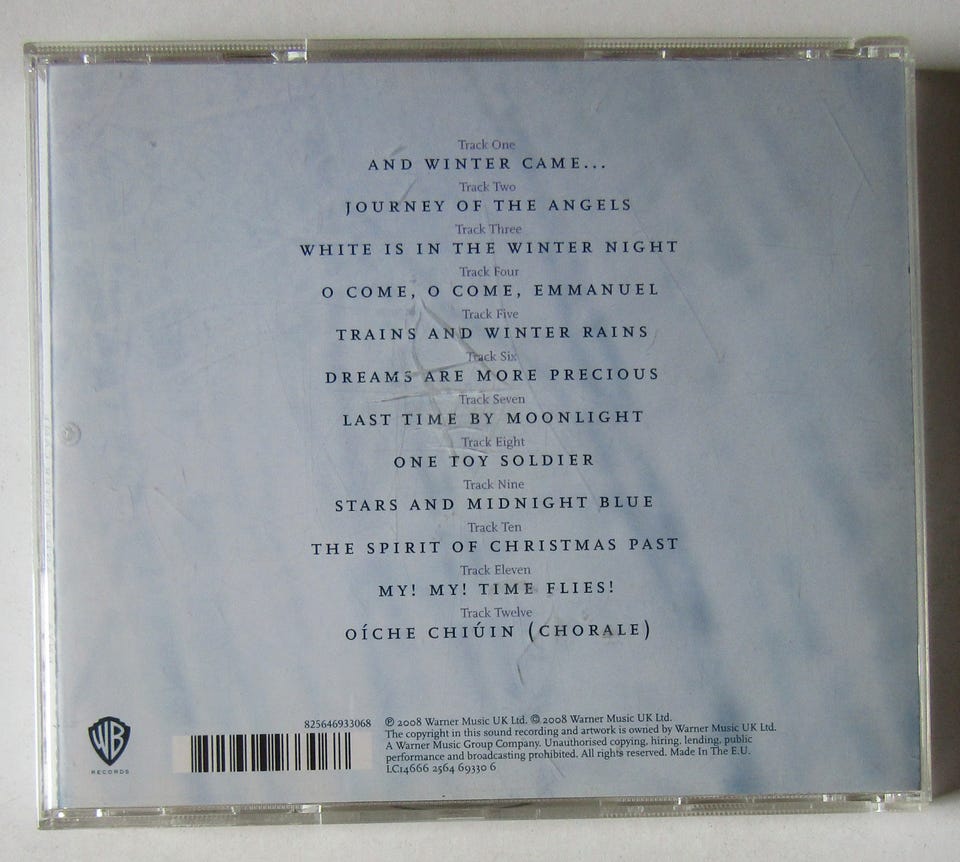 Track One
AND WINTER CAME...
Track Two
JOURNEY OF THE ANGELS
Track Three
WHITE IS IN THE WINTER NIGHT
Track Four
O COME, O COME, EMMANUEL
Track Five
TRAINS AND WINTER RAINS
Track Six
DREAMS ARE MORE PRECIOUS
Track Seven
LAST TIME BY MOONLIGHT
Track Eight
ONE TOY SOLDIER
Track Nine
STARS AND MIDNIGHT BLUE
Track Ten
THE SPIRIT OF CHRISTMAS PAST
Track Eleven
MY! MY! TIME FLIES!
Track Twelve
OÍCHE CHIÚIN (CHORALE)
WB
RECORDS
825646933068
℗ 2008 Warner Music UK Ltd. © 2008 Warner Music UK Ltd.
The copyright in this sound recording and artwork is owned by Warner Music UK Ltd.
A Warner Music Group Company. Unauthorised copying, hiring, lending, public
performance and broadcasting prohibited. All rights reserved. Made In The E.U.
LC14666 2564 69330 6